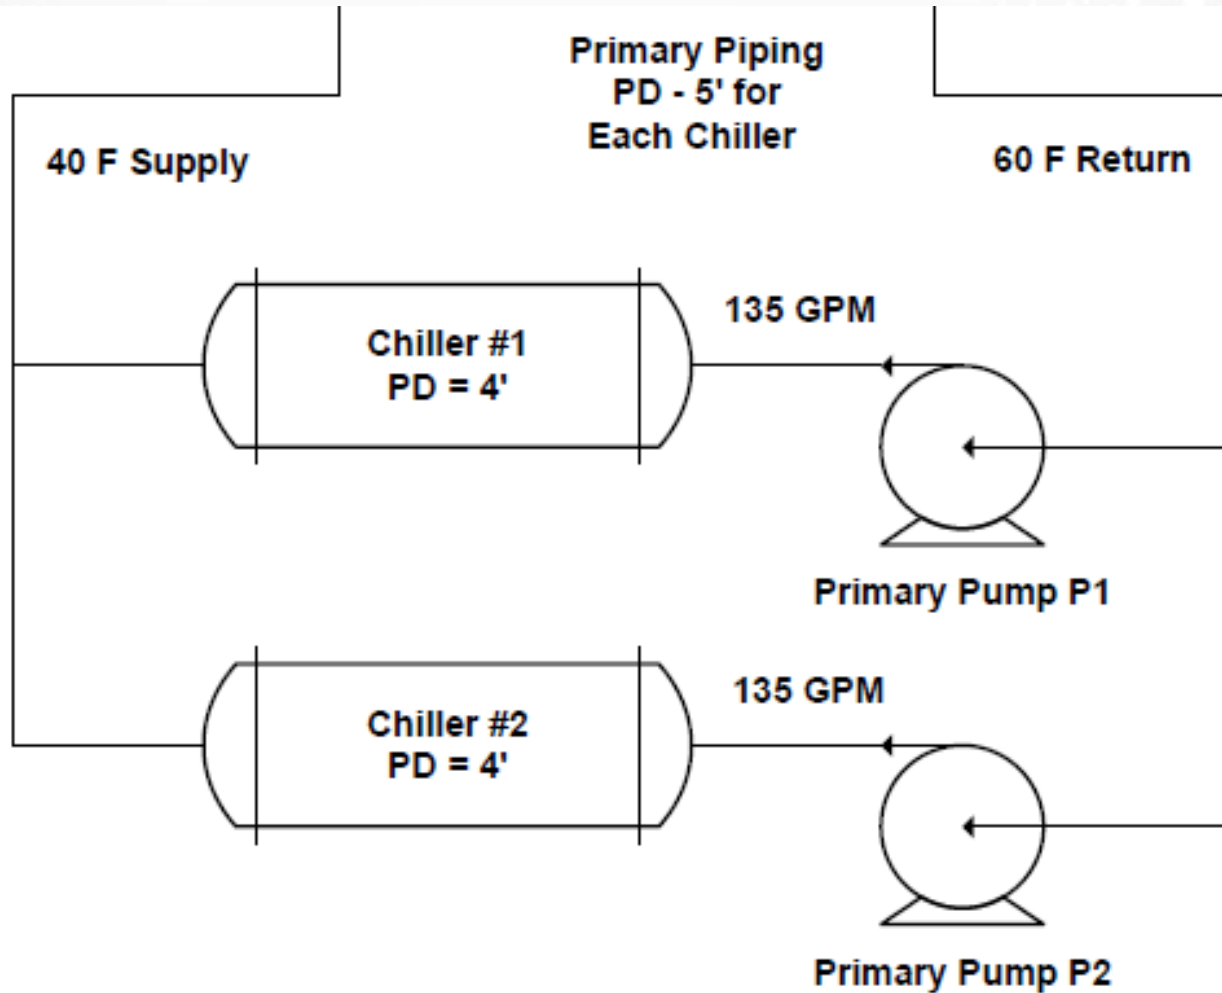 Primary Piping
PD - 5' for
Each Chiller
40 F Supply
60 F Return
135 GPM
Chiller #1
PD = 4'
Primary Pump P1
135 GPM
Chiller #2
PD = 4'
Primary Pump P2